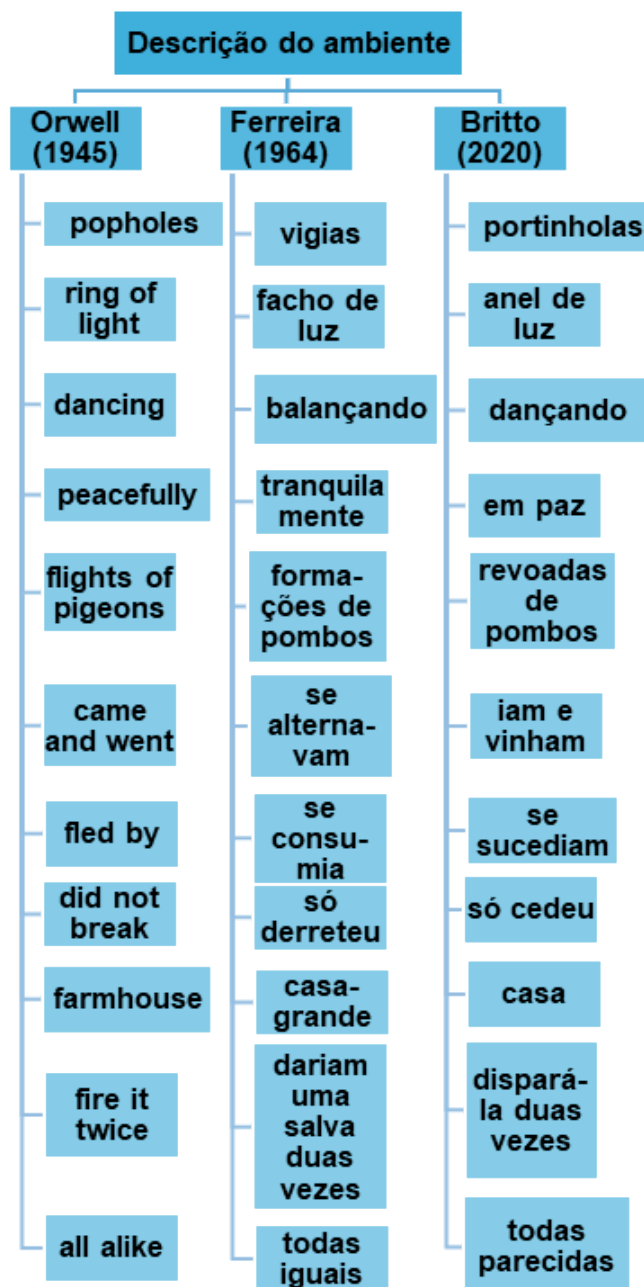 Descrição do ambiente
Orwell
(1945)
popholes
ring of
light
dancing
peacefully
flights of
pigeons
came
and went
fled by
did not
break
farmhouse
fire it
twice
all alike
Ferreira
(1964)
vigias
facho de
luz
balançando
tranquila
mente
forma-
ções de
pombos
se
alterna-
vam
se
consu-
mia
só
derreteu
casa-
grande
dariam
uma
salva
duas
vezes
todas
iguais
Britto
(2020)
portinholas
anel de
luz
dançando
em paz
revoadas
de
pombos
iam e
vinham
se
sucediam
só cedeu
casa
dispará-
la duas
vezes
todas
parecidas